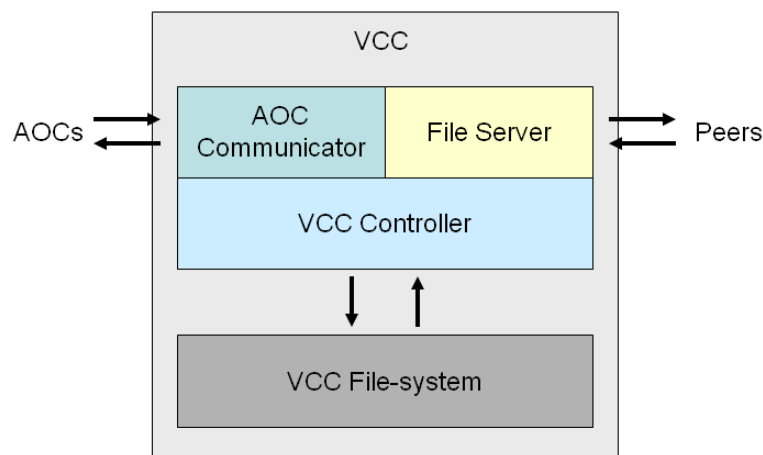 VCC
AOC
Communicator
File Server
AOCs
Peers
VCC Controller
VCC File-system